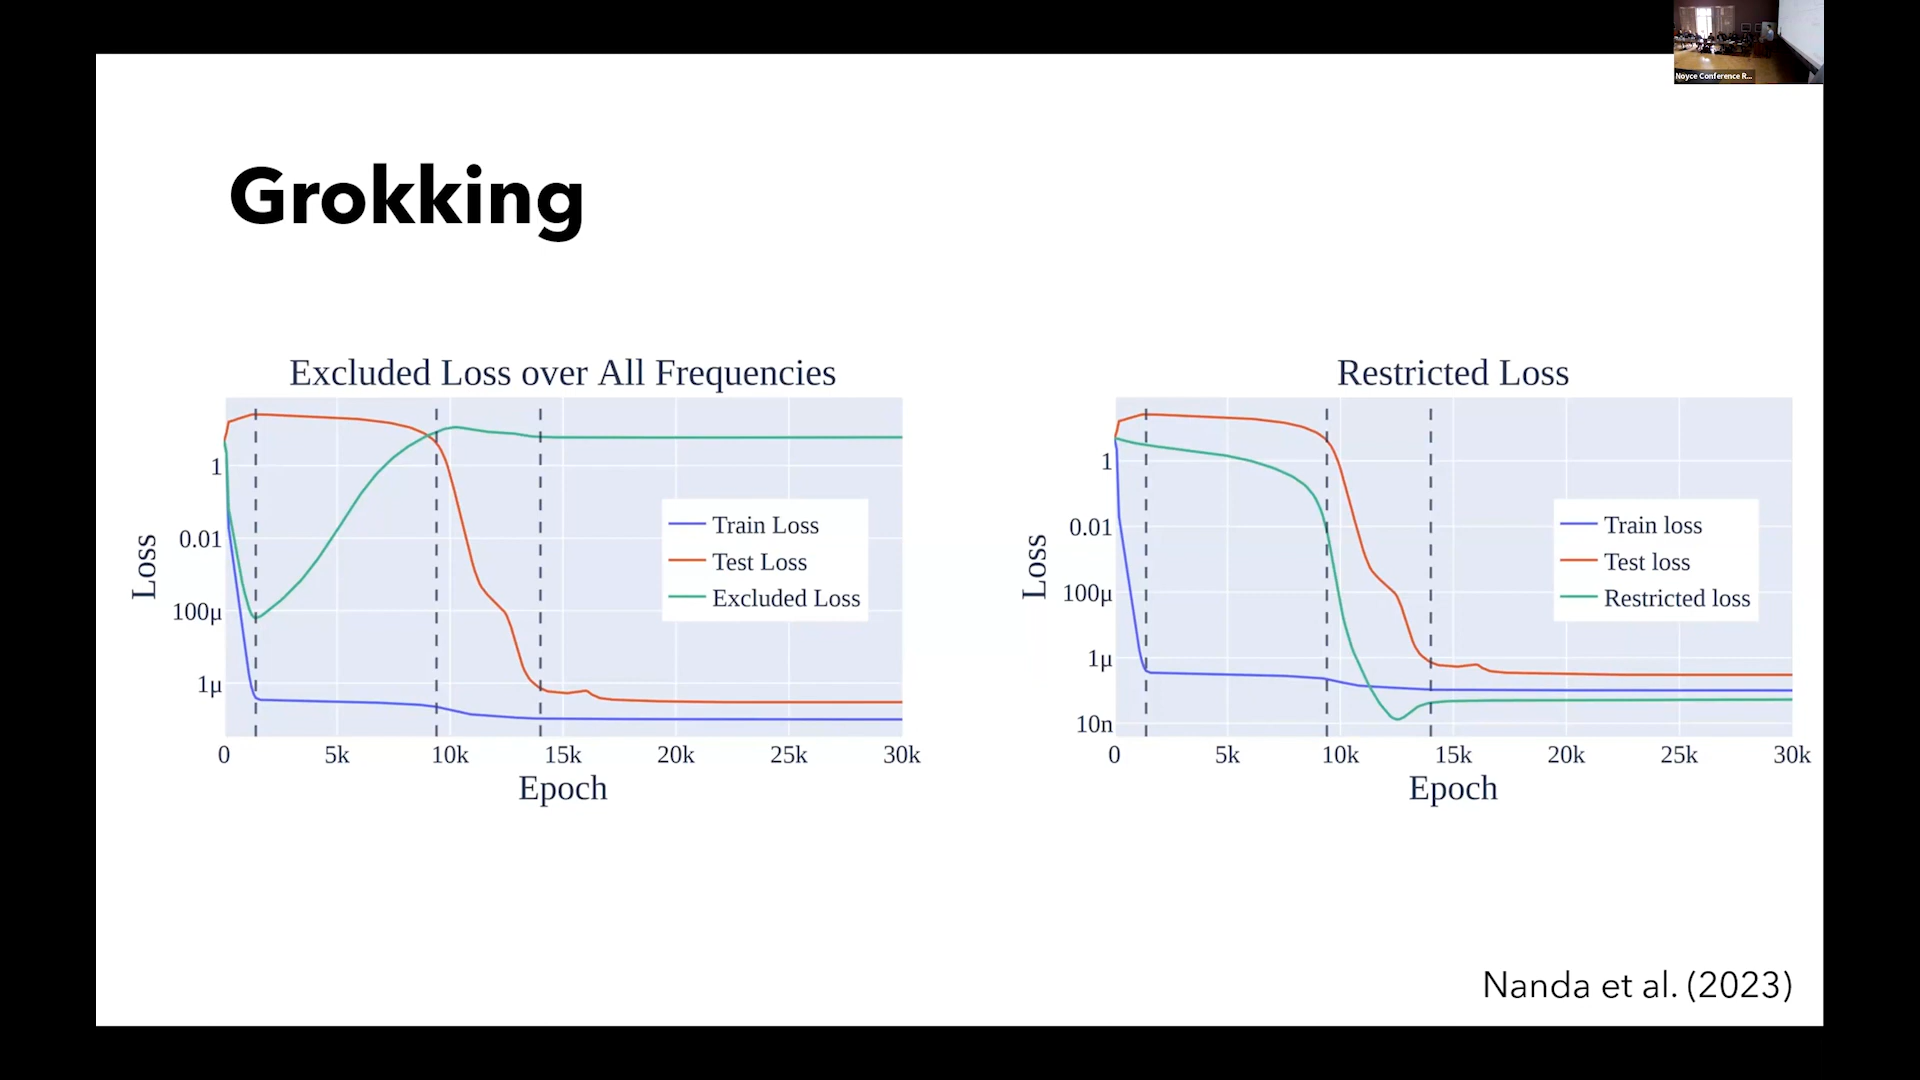 Noyce Conference R...
Grokking
Excluded Loss over All Frequencies
Loss
1
0.01
100μ
1μ
Train Loss
Test Loss
Excluded Loss
0 5k 10k 15k 20k 25k 30k
Epoch
Restricted Loss
Loss
1
0.01
100μ
1μ
10n
Train loss
Test loss
Restricted loss
0 5k 10k 15k 20k 25k 30k
Epoch
Nanda et al. (2023)